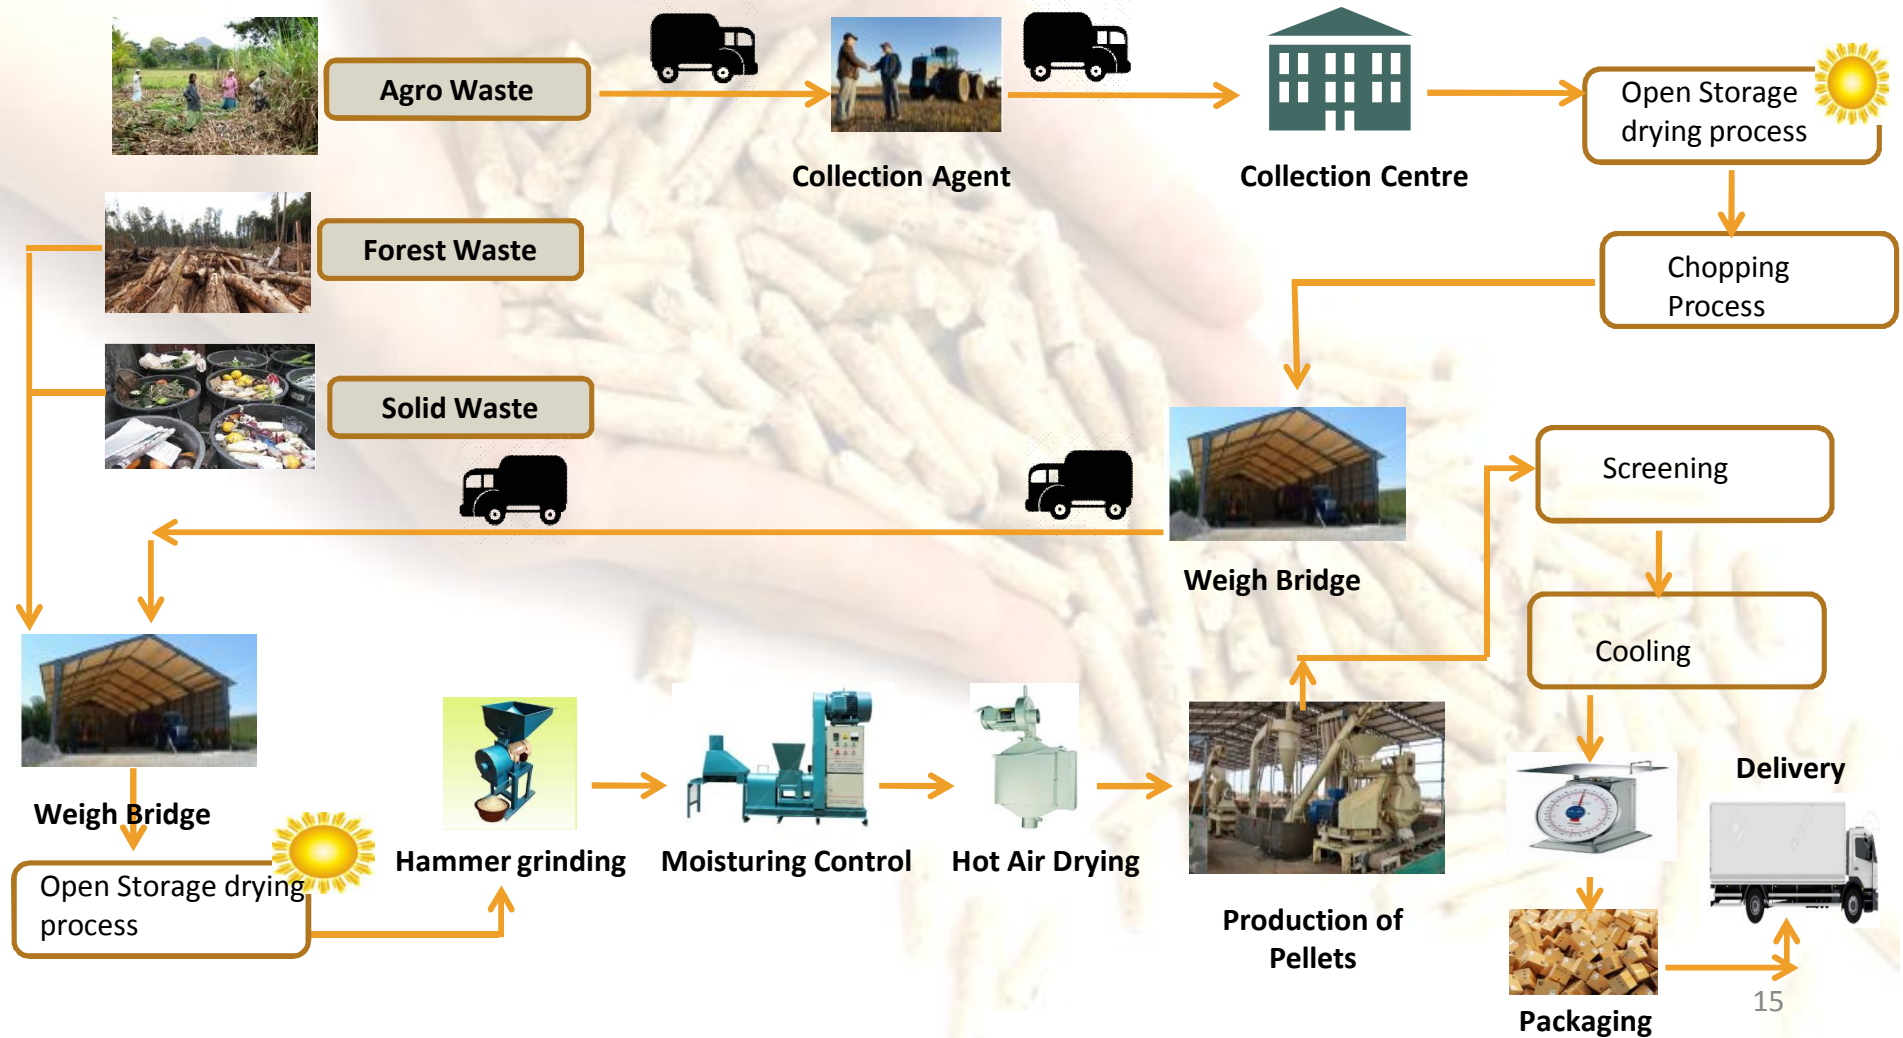 Agro Waste
Collection Agent
Collection Centre
Open Storage
drying process
Forest Waste
Chopping
Process
Solid Waste
Screening
Weigh Bridge
Cooling
Weigh Bridge
Open Storage drying
process
Hammer grinding
Moisturing Control
Hot Air Drying
Production of
Pellets
Delivery
Packaging
15